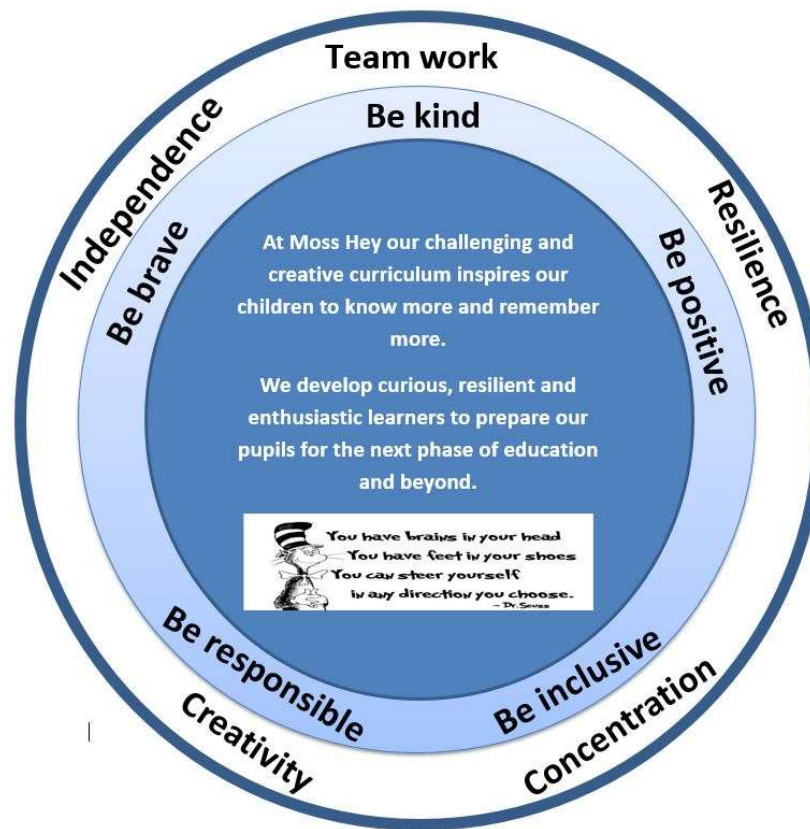 Team work
Be kind
Independence
Be brave
Resilience
Be positive
At Moss Hey our challenging and
creative curriculum inspires our
children to know more and remember
more.
We develop curious, resilient and
enthusiastic learners to prepare our
pupils for the next phase of education
and beyond.
You have brains in your head
You have feet in your shoes
You can steer yourself
in any direction you choose.
~ Dr. Seuss
Be responsible
Be inclusive
Creativity
Concentration